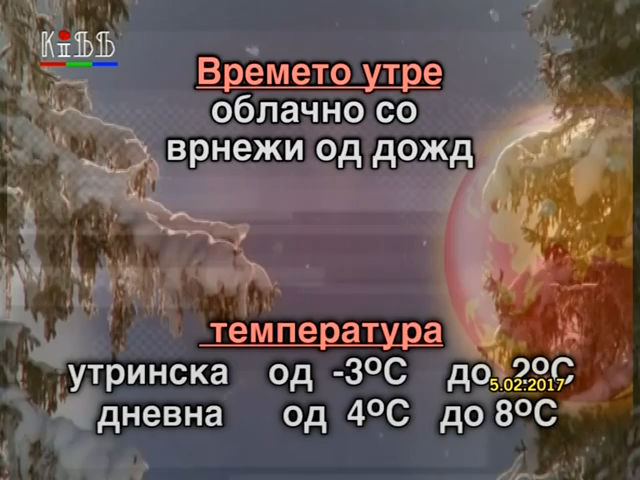 KiSS
Времето утре
облачно со
врнежи од дожд
температура
утринска од -3ºC до 2ºC
5.02.2017
дневна од 4ºC до 8ºC